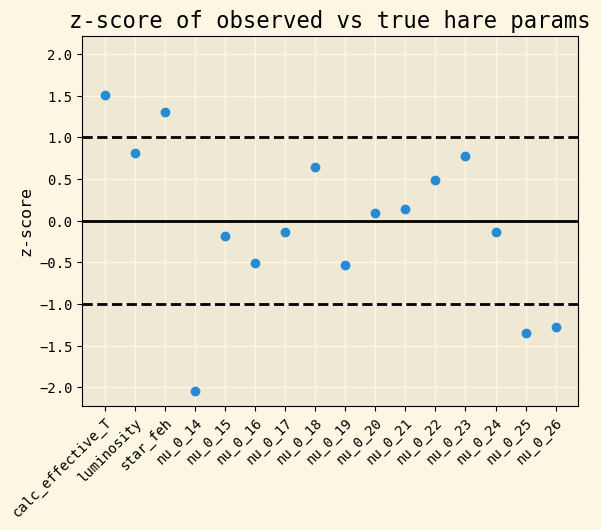 z-score of observed vs true hare params
z-score
2.0
1.5
1.0
0.5
0.0
−0.5
−1.0
−1.5
−2.0
calc_effective_T
luminosity
star_feh
nu_0_14
nu_0_15
nu_0_16
nu_0_17
nu_0_18
nu_0_19
nu_0_20
nu_0_21
nu_0_22
nu_0_23
nu_0_24
nu_0_25
nu_0_26